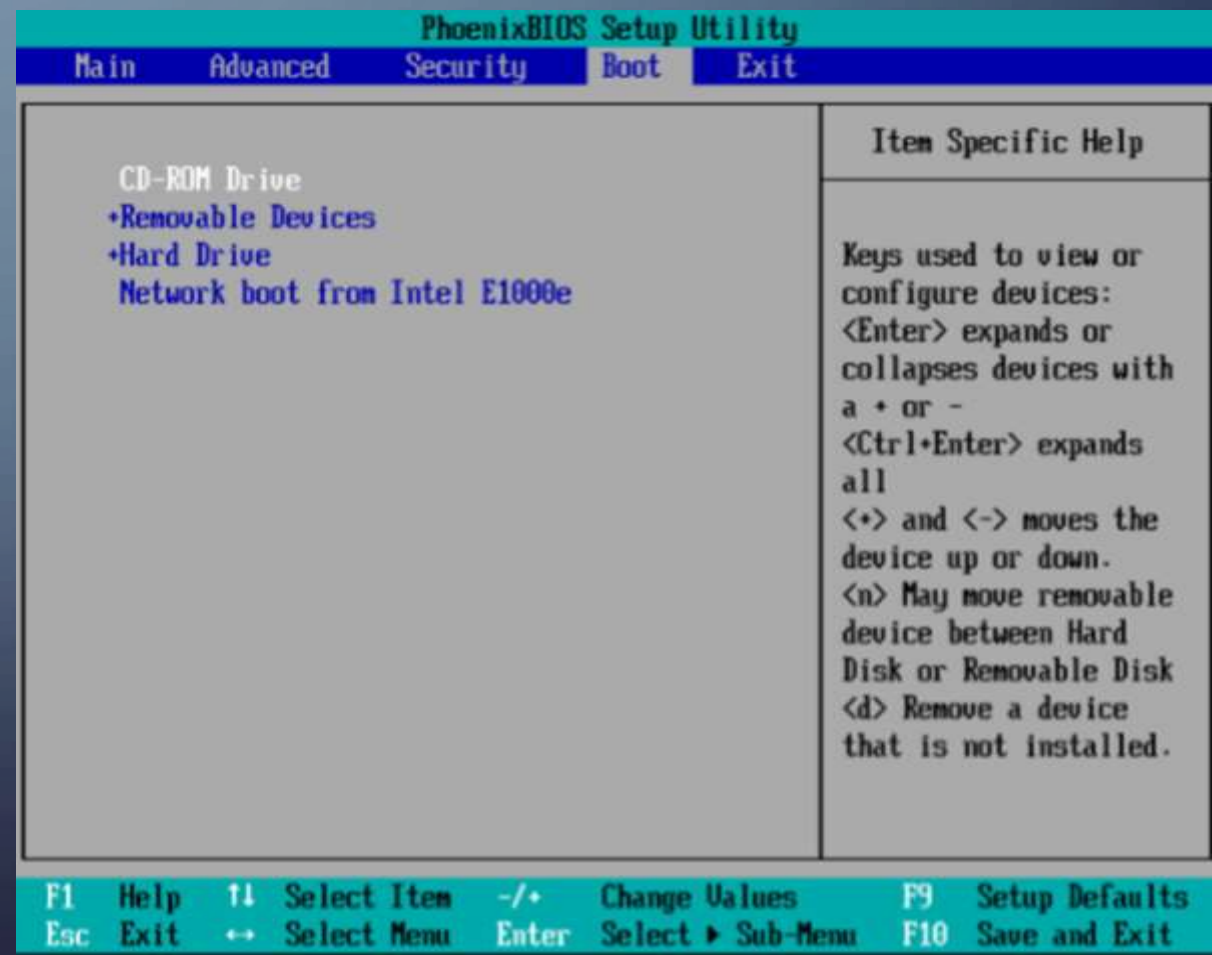 PhoenixBIOS Setup Utility
Main Advanced Security Boot Exit
CD-ROM Drive
+Removable Devices
+Hard Drive
Network boot from Intel E1000e
Item Specific Help
Keys used to view or
configure devices:
<Enter> expands or
collapses devices with
a + or -
<Ctrl+Enter> expands
all
<+> and <-> moves the
device up or down.
<n> May move removable
device between Hard
Disk or Removable Disk
<d> Remove a device
that is not installed.
F1 Help ↑↓ Select Item -/+ Change Values F9 Setup Defaults
Esc Exit ↔ Select Menu Enter Select ▶ Sub-Menu F10 Save and Exit